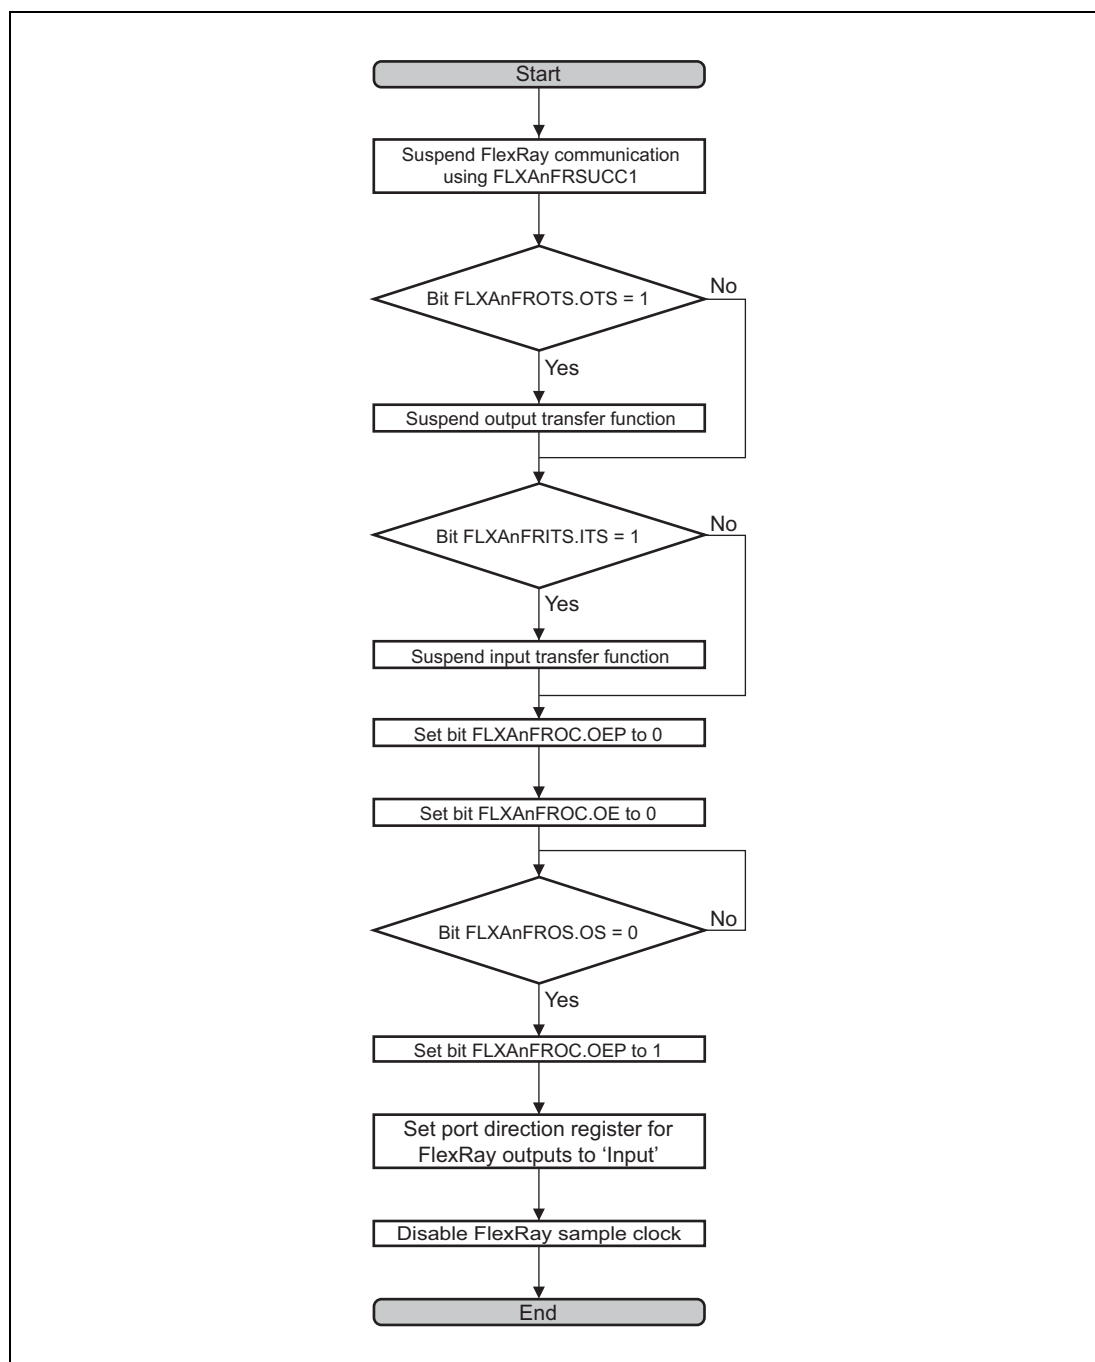 Start
Suspend FlexRay communication
using FLXAnFRSUCC1
Bit FLXAnFROTS.OTS = 1
No
Yes
Suspend output transfer function
Bit FLXAnFRITS.ITS = 1
No
Yes
Suspend input transfer function
Set bit FLXAnFROC.OEP to 0
Set bit FLXAnFROC.OE to 0
Bit FLXAnFROS.OS = 0
No
Yes
Set bit FLXAnFROC.OEP to 1
Set port direction register for
FlexRay outputs to ‘Input’
Disable FlexRay sample clock
End